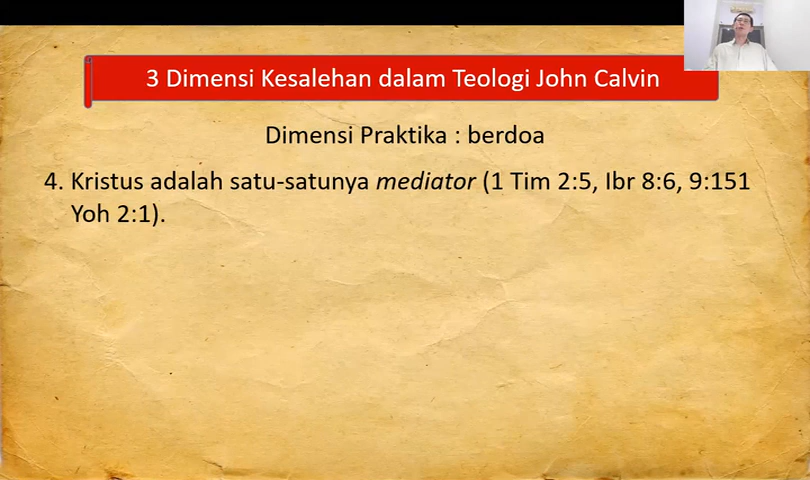 3 Dimensi Kesalehan dalam Teologi John Calvin
Dimensi Praktika : berdoa
4. Kristus adalah satu-satunya mediator (1 Tim 2:5, Ibr 8:6, 9:151
Yoh 2:1).